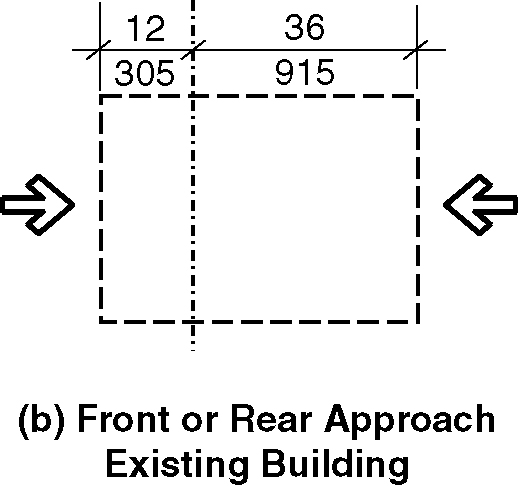 12 36
305 915
(b) Front or Rear Approach
Existing Building